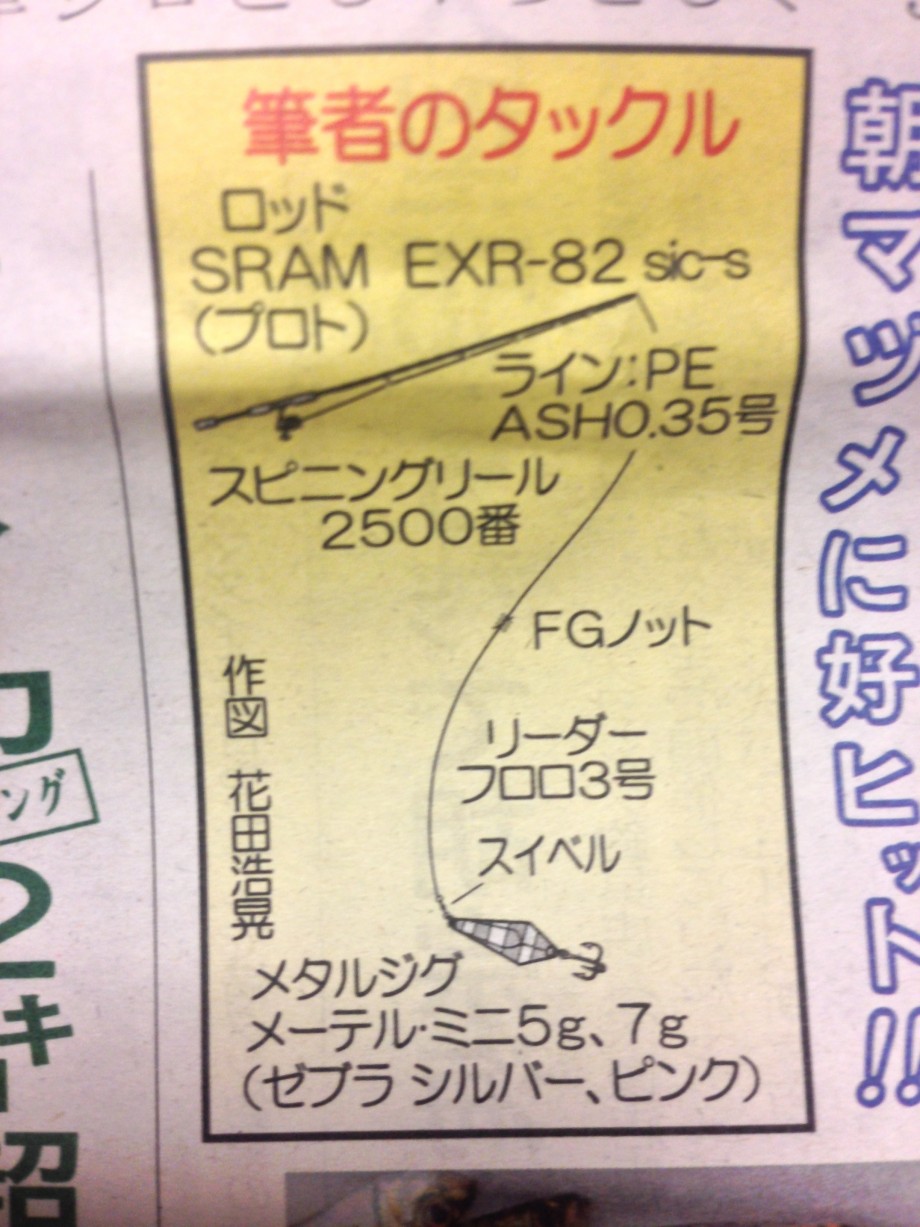 筆者のタックル
ロッド
SRAM EXR-82 sic-s
(プロト)
ライン:PE
ASH0.35号
スピニングリール
2500番
FGノット
リーダー
フロロ3号
スイベル
メタルジグ
メーテル・ミニ5g、7g
(ゼブラ シルバー、ピンク)
作図 花田浩晃
朝マヅメに好ヒット!!
ング